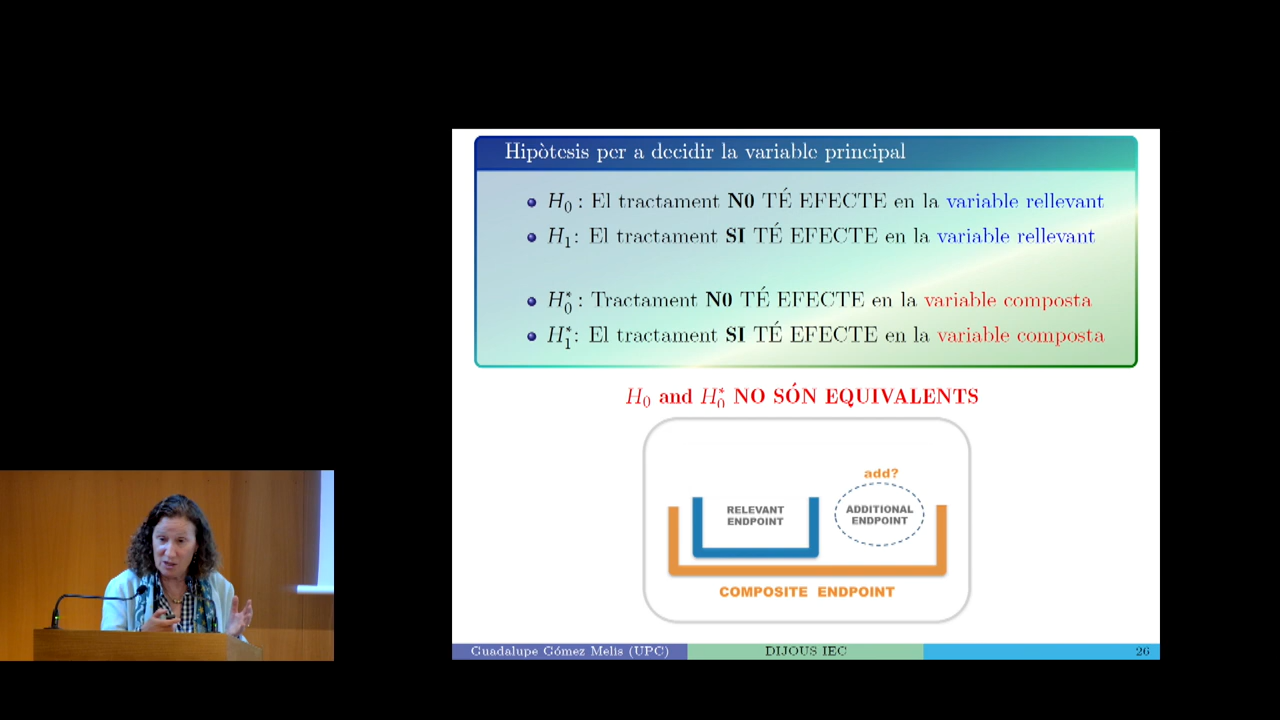 Hipòtesis per a decidir la variable principal
H₀ : El tractament N0 TÉ EFECTE en la variable rellevant
H₁: El tractament SI TÉ EFECTE en la variable rellevant
H₀* : Tractament N0 TÉ EFECTE en la variable composta
H₁*: El tractament SI TÉ EFECTE en la variable composta
H₀ and H₀* NO SÓN EQUIVALENTS
add?
RELEVANT
ENDPOINT
ADDITIONAL
ENDPOINT
COMPOSITE ENDPOINT
Guadalupe Gómez Melis (UPC) DIJOUS IEC 26